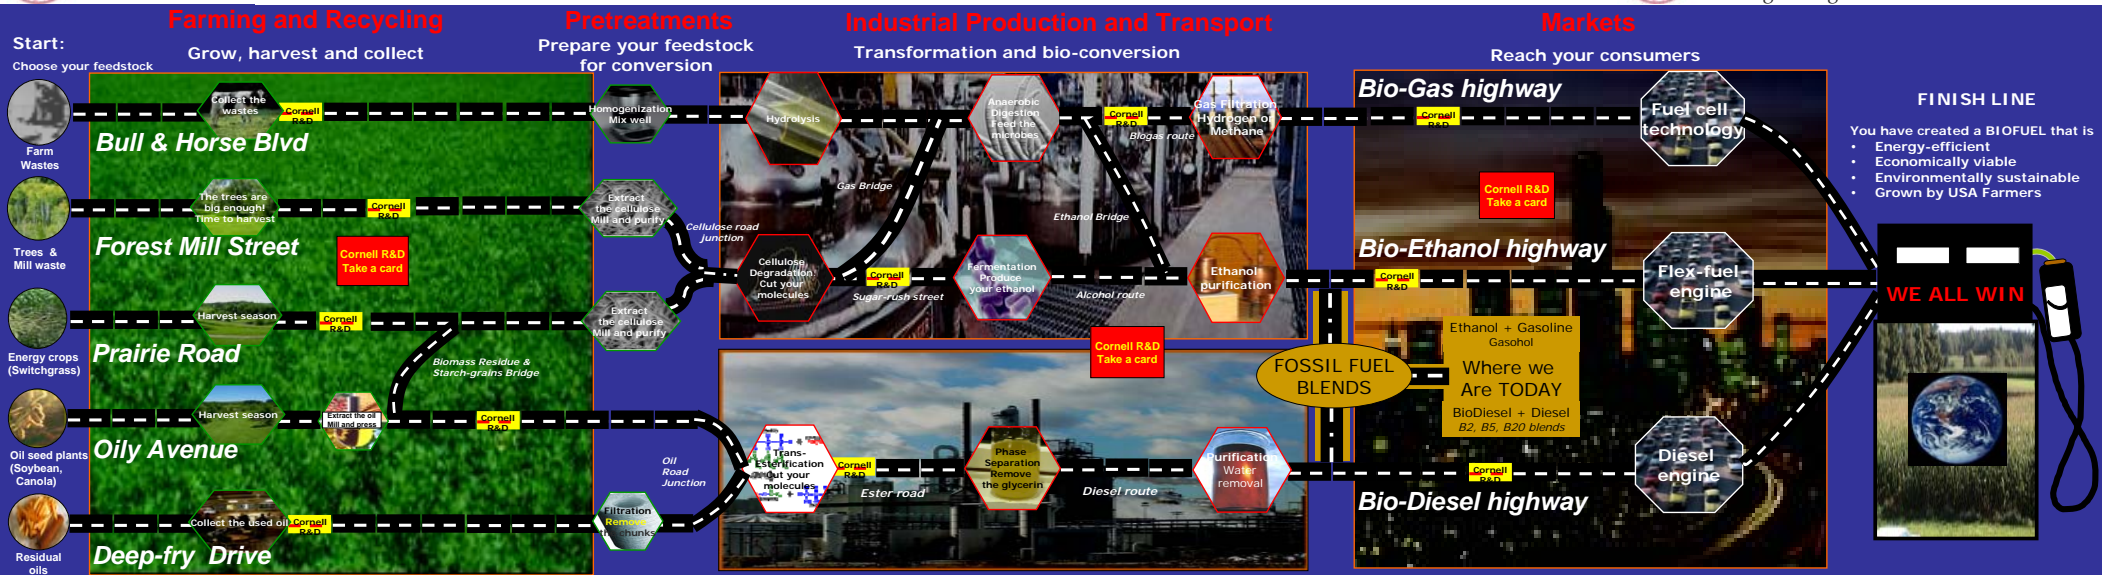 Farming and Recycling
Grow, harvest and collect
Pretreatments
Prepare your feedstock
for conversion
Industrial Production and Transport
Transformation and bio-conversion
Markets
Reach your consumers
Start:
Choose your feedstock
Farm
Wastes
Collect the
wastes
Cornell
R&D
Bull & Horse Blvd
Homogenization
Mix well
Hydrolysis
Anaerobic
Digestion
Feed the
microbes
Cornell
R&D
Biogas route
Gas Filtration
Hydrogen or
Methane
Bio-Gas highway
Cornell
R&D
Fuel cell
technology
Trees &
Mill waste
The trees are
big enough!
Time to harvest
Cornell
R&D
Forest Mill Street
Cornell R&D
Take a card
Extract
the cellulose
Mill and purify
Cellulose road
junction
Gas Bridge
Ethanol Bridge
Cellulose
Degradation
Cut your
molecules
Cornell
R&D
Sugar-rush street
Fermentation
Produce
your ethanol
Alcohol route
Ethanol
purification
Cornell R&D
Take a card
Bio-Ethanol highway
Cornell
R&D
Flex-fuel
engine
Energy crops
(Switchgrass)
Harvest season
Cornell
R&D
Prairie Road
Extract
the cellulose
Mill and purify
Biomass Residue &
Starch-grains Bridge
Cornell R&D
Take a card
FOSSIL FUEL
BLENDS
Ethanol + Gasoline
Gasohol
Where we
Are TODAY
BioDiesel + Diesel
B2, B5, B20 blends
Oil seed plants
(Soybean,
Canola)
Harvest season
Extract the oil
Mill and press
Cornell
R&D
Oily Avenue
Oil
Road
Junction
Trans-
Esterification
Cut your
molecules
Cornell
R&D
Ester road
Phase
Separation
Remove
the glycerin
Diesel route
Purification
Water
removal
Cornell
R&D
Bio-Diesel highway
Diesel
engine
Residual
oils
Collect the used oil
Cornell
R&D
Deep-fry Drive
Filtration
Remove
the chunks
FINISH LINE
You have created a BIOFUEL that is
• Energy-efficient
• Economically viable
• Environmentally sustainable
• Grown by USA Farmers
WE ALL WIN